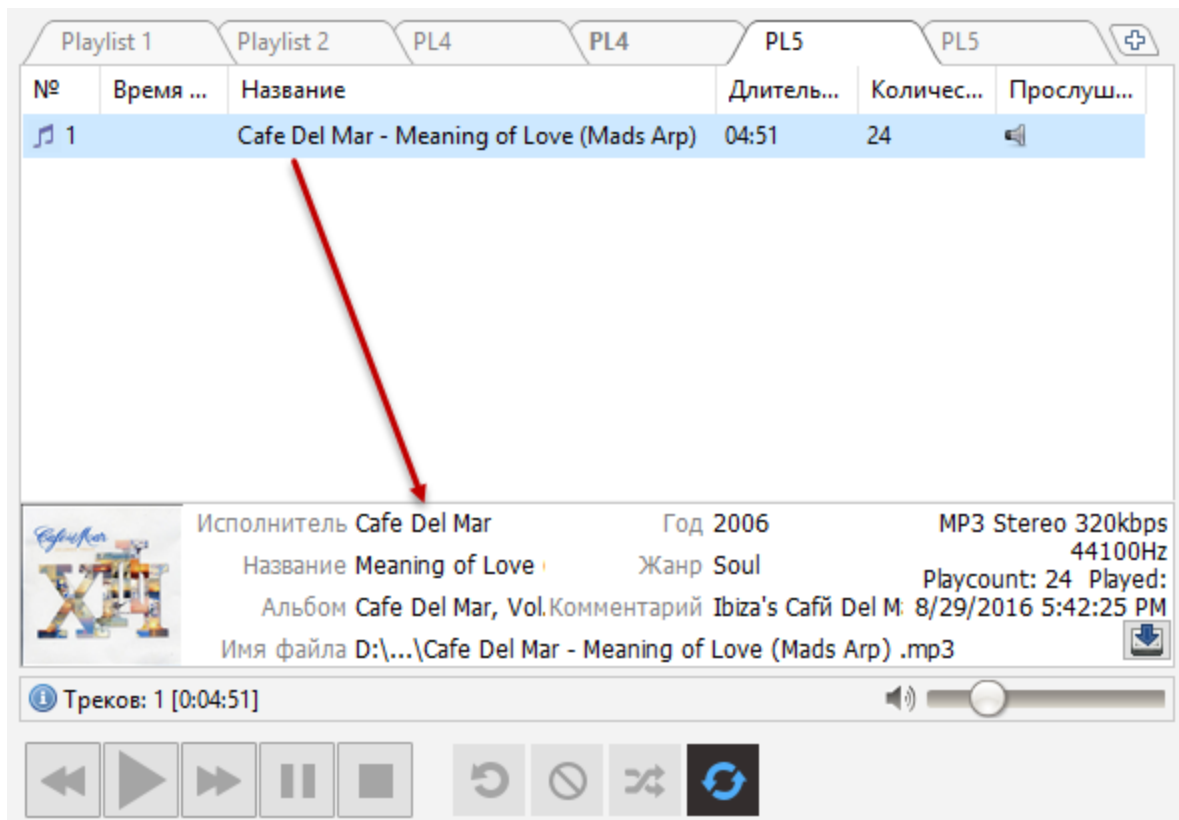 Playlist 1 Playlist 2 PL4 PL4 PL5 PL5
№ Время ... Название Длитель... Количес... Прослуш...
1 Cafe Del Mar - Meaning of Love (Mads Arp) 04:51 24
Исполнитель Cafe Del Mar Год 2006 MP3 Stereo 320kbps
44100Hz
Название Meaning of Love Жанр Soul
Playcount: 24 Played:
Альбом Cafe Del Mar, Vol. Комментарий Ibiza's Cafй Del M 8/29/2016 5:42:25 PM
Имя файла D:\...\Cafe Del Mar - Meaning of Love (Mads Arp) .mp3
Треков: 1 [0:04:51]
Cafe del Mar
XIII